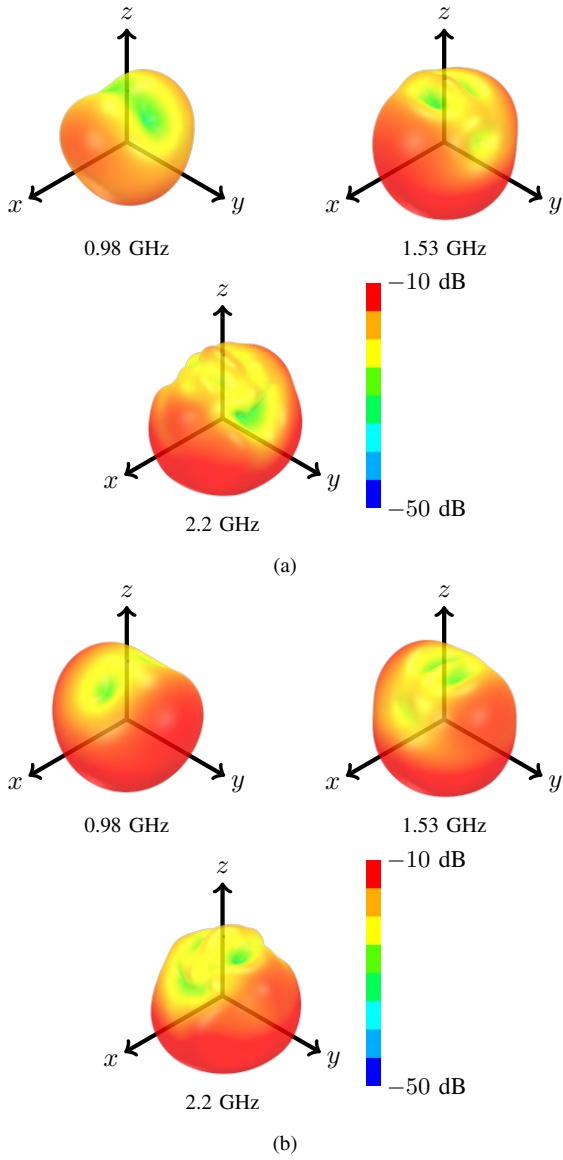 z z
x y x y
0.98 GHz 1.53 GHz
z
−10 dB
x y
−50 dB
2.2 GHz
(a)
z z
x y x y
0.98 GHz 1.53 GHz
−10 dB
z
x y
−50 dB
2.2 GHz
(b)